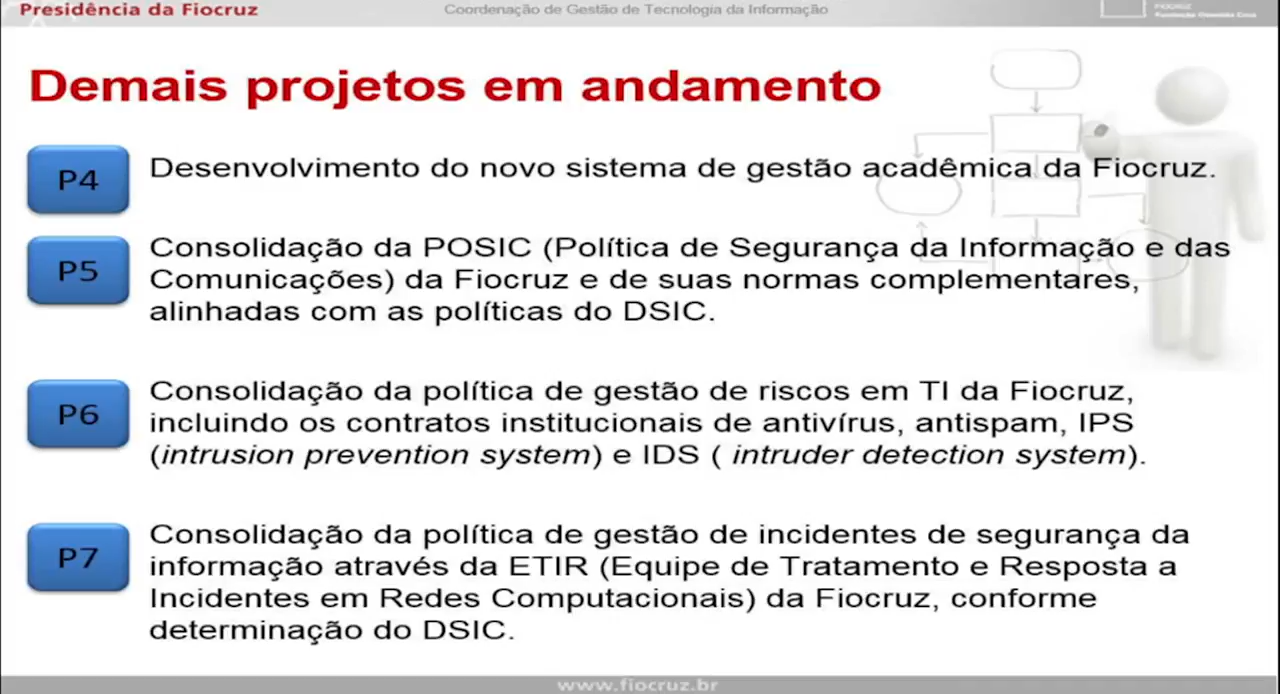 Presidência da Fiocruz
Coordenação de Gestão de Tecnologia da Informação
FIOCRUZ
Fundação Oswaldo Cruz
Demais projetos em andamento
P4
Desenvolvimento do novo sistema de gestão acadêmica da Fiocruz.
P5
Consolidação da POSIC (Política de Segurança da Informação e das
Comunicações) da Fiocruz e de suas normas complementares,
alinhadas com as políticas do DSIC.
P6
Consolidação da política de gestão de riscos em TI da Fiocruz,
incluindo os contratos institucionais de antivírus, antispam, IPS
(intrusion prevention system) e IDS ( intruder detection system).
P7
Consolidação da política de gestão de incidentes de segurança da
informação através da ETIR (Equipe de Tratamento e Resposta a
Incidentes em Redes Computacionais) da Fiocruz, conforme
determinação do DSIC.
www.fiocruz.br